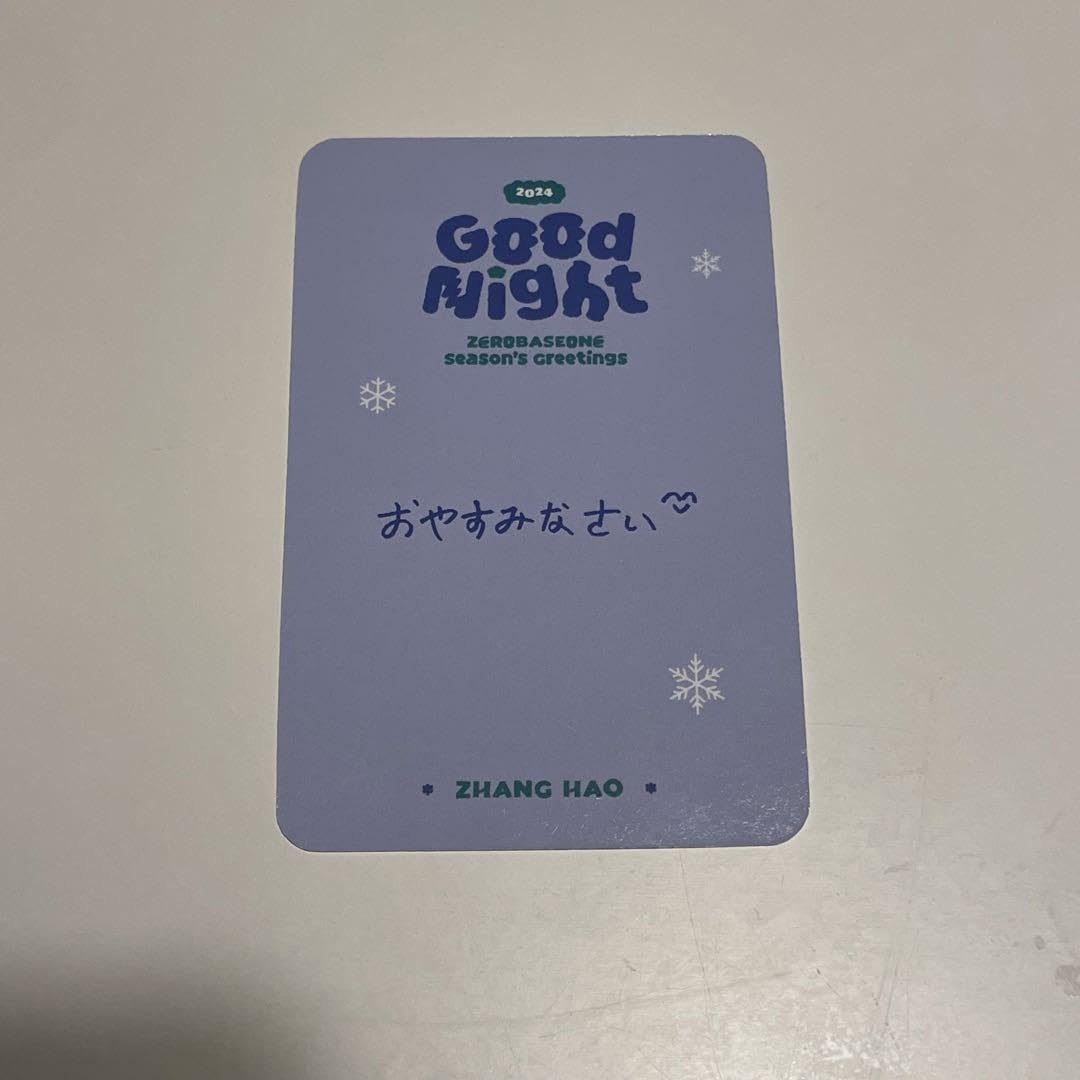 2024
Good
Night
ZEROBASEONE
season's Greetings
おやすみなさい
ZHANG HAO